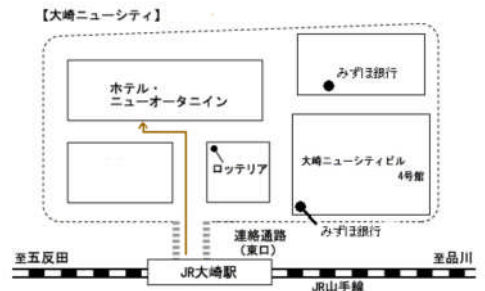 【大崎ニューシティ】
ホテル・
ニューオータニイン
みずほ銀行
ロッテリア
大崎ニューシティビル
4号館
みずほ銀行
連絡通路
(東口)
至五反田
至品川
JR大崎駅
JR山手線